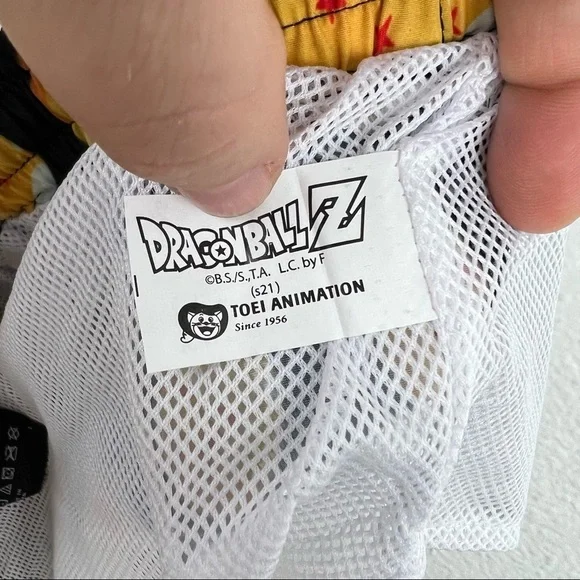 DRAGONBALL Z
©B.S./S.,T.A. L.C. by F
(s21)
TOEI ANIMATION
Since 1956